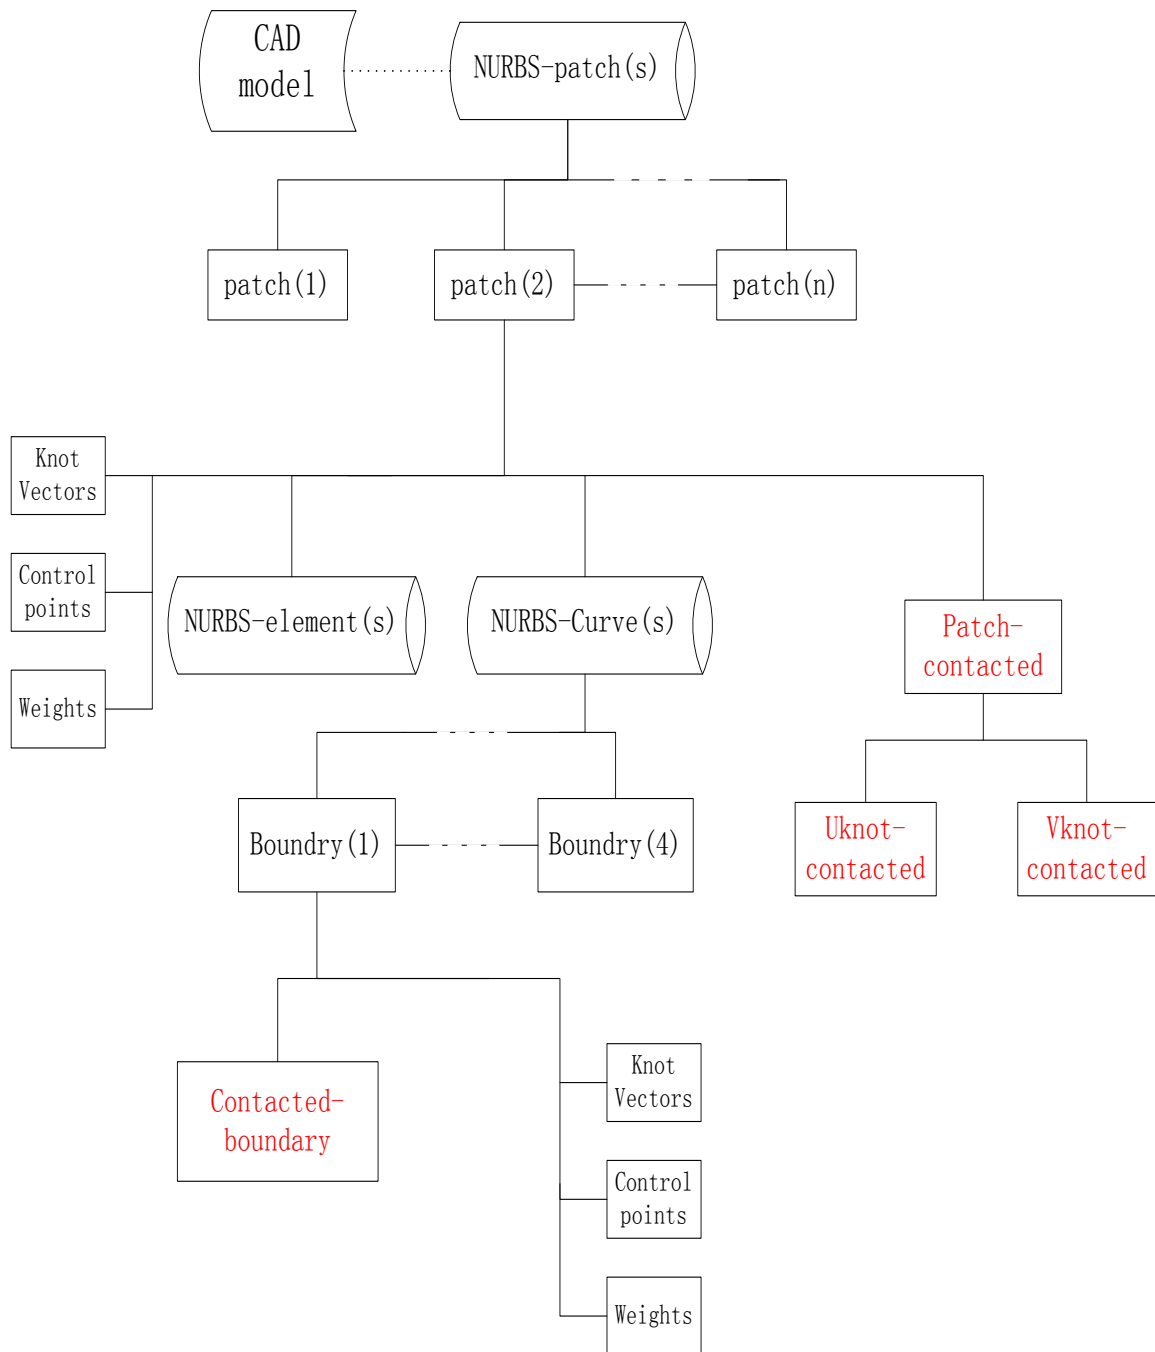 CAD
model
NURBS-patch(s)
patch(1)
patch(2)
patch(n)
Knot
Vectors
Control
points
Weights
NURBS-element(s)
NURBS-Curve(s)
Patch-
contacted
Uknot-
contacted
Vknot-
contacted
Boundry(1)
Boundry(4)
Contacted-
boundary
Knot
Vectors
Control
points
Weights